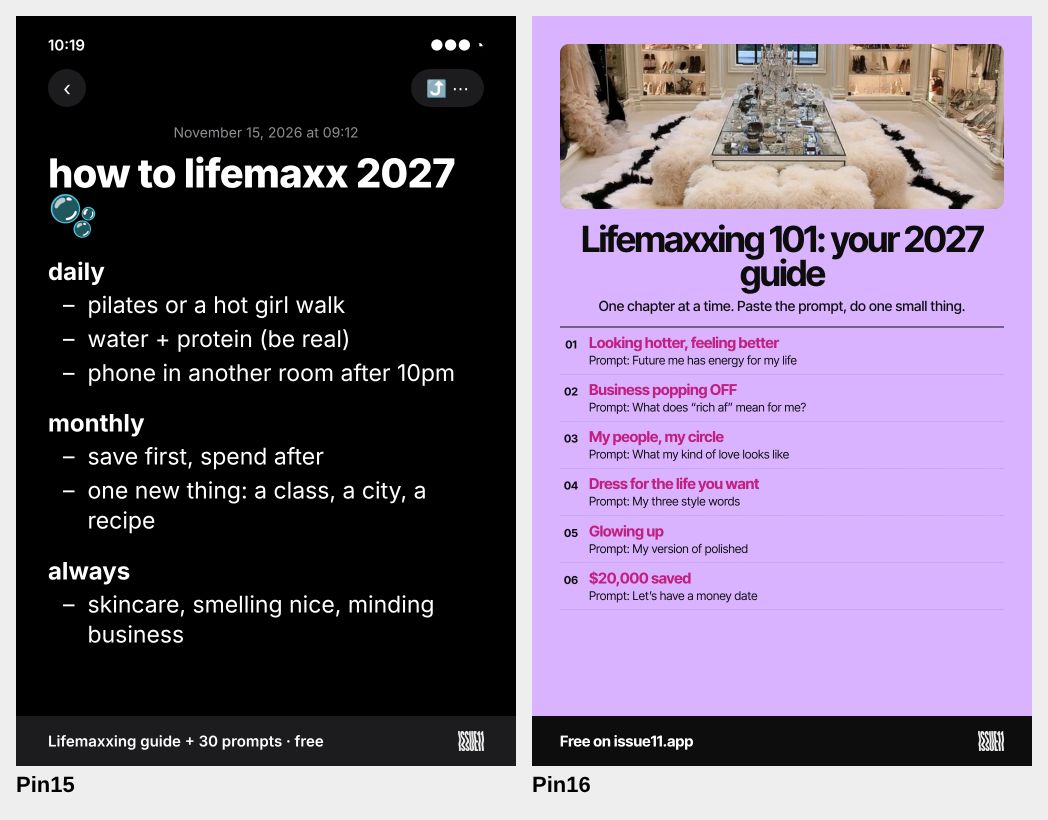 10:19
November 15, 2026 at 09:12
how to lifemaxx 2027
daily
– pilates or a hot girl walk
– water + protein (be real)
– phone in another room after 10pm
monthly
– save first, spend after
– one new thing: a class, a city, a
recipe
always
– skincare, smelling nice, minding
business
Lifemaxxing guide + 30 prompts · free
ISSUE11
Pin15
Lifemaxxing 101: your 2027
guide
One chapter at a time. Paste the prompt, do one small thing.
01 Looking hotter, feeling better
Prompt: Future me has energy for my life
02 Business popping OFF
Prompt: What does “rich af” mean for me?
03 My people, my circle
Prompt: What my kind of love looks like
04 Dress for the life you want
Prompt: My three style words
05 Glowing up
Prompt: My version of polished
06 $20,000 saved
Prompt: Let’s have a money date
Free on issue11.app
ISSUE11
Pin16